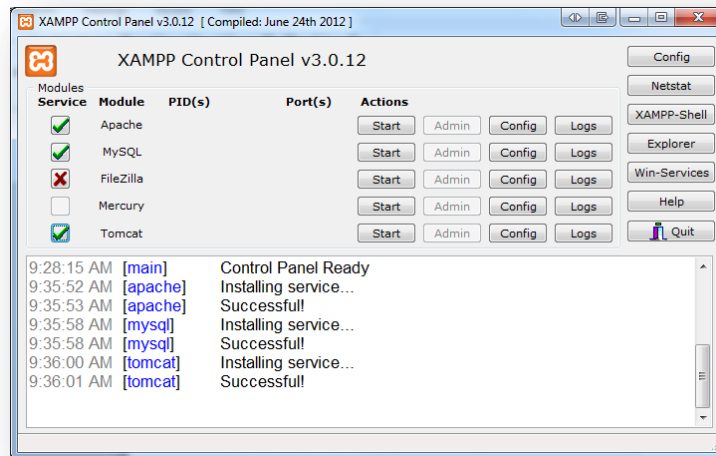 XAMPP Control Panel v3.0.12 [ Compiled: June 24th 2012 ]
XAMPP Control Panel v3.0.12
Config
Modules
Netstat
Service Module PID(s) Port(s) Actions
XAMPP-Shell
Apache Start Admin Config Logs
Explorer
MySQL Start Admin Config Logs
Win-Services
FileZilla Start Admin Config Logs
Help
Mercury Start Admin Config Logs
Quit
Tomcat Start Admin Config Logs
9:28:15 AM [main] Control Panel Ready
9:35:52 AM [apache] Installing service...
9:35:53 AM [apache] Successful!
9:35:58 AM [mysql] Installing service...
9:35:58 AM [mysql] Successful!
9:36:00 AM [tomcat] Installing service...
9:36:01 AM [tomcat] Successful!